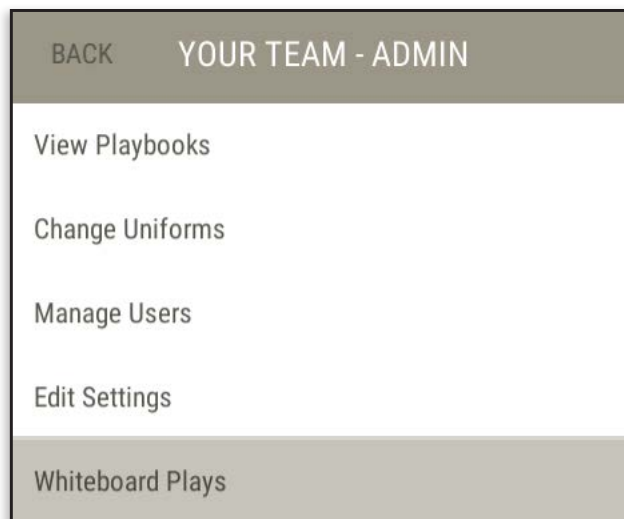 BACK YOUR TEAM - ADMIN
View Playbooks
Change Uniforms
Manage Users
Edit Settings
Whiteboard Plays